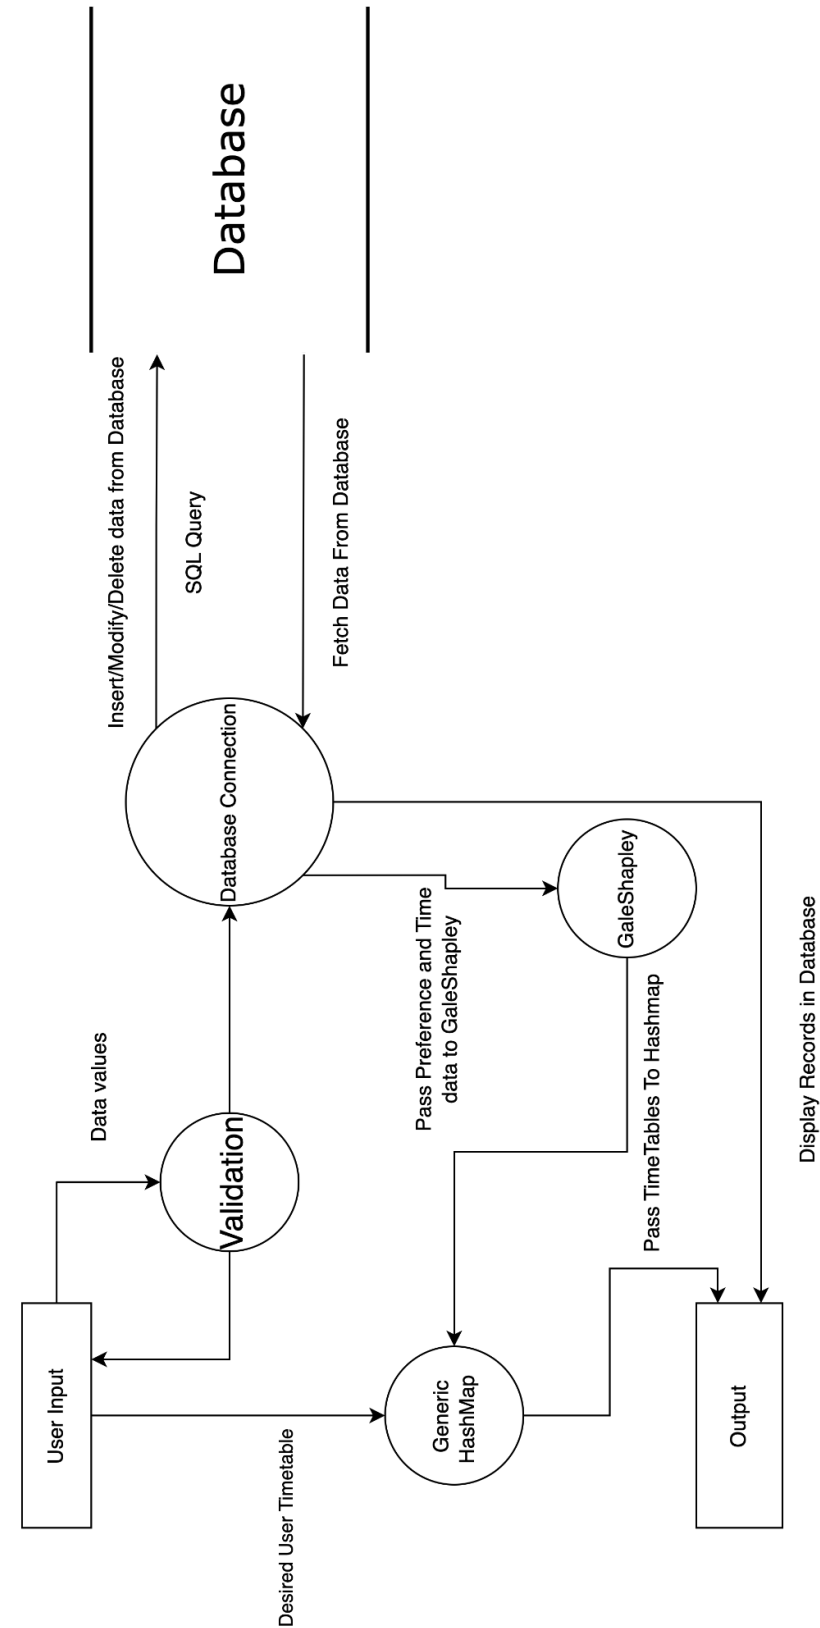 User Input
Data values
Validation
Desired User Timetable
Database Connection
Insert/Modify/Delete data from Database
SQL Query
Fetch Data From Database
Database
Pass Preference and Time
data to GaleShapley
GaleShapley
Pass TimeTables To Hashmap
Generic
HashMap
Output
Display Records in Database